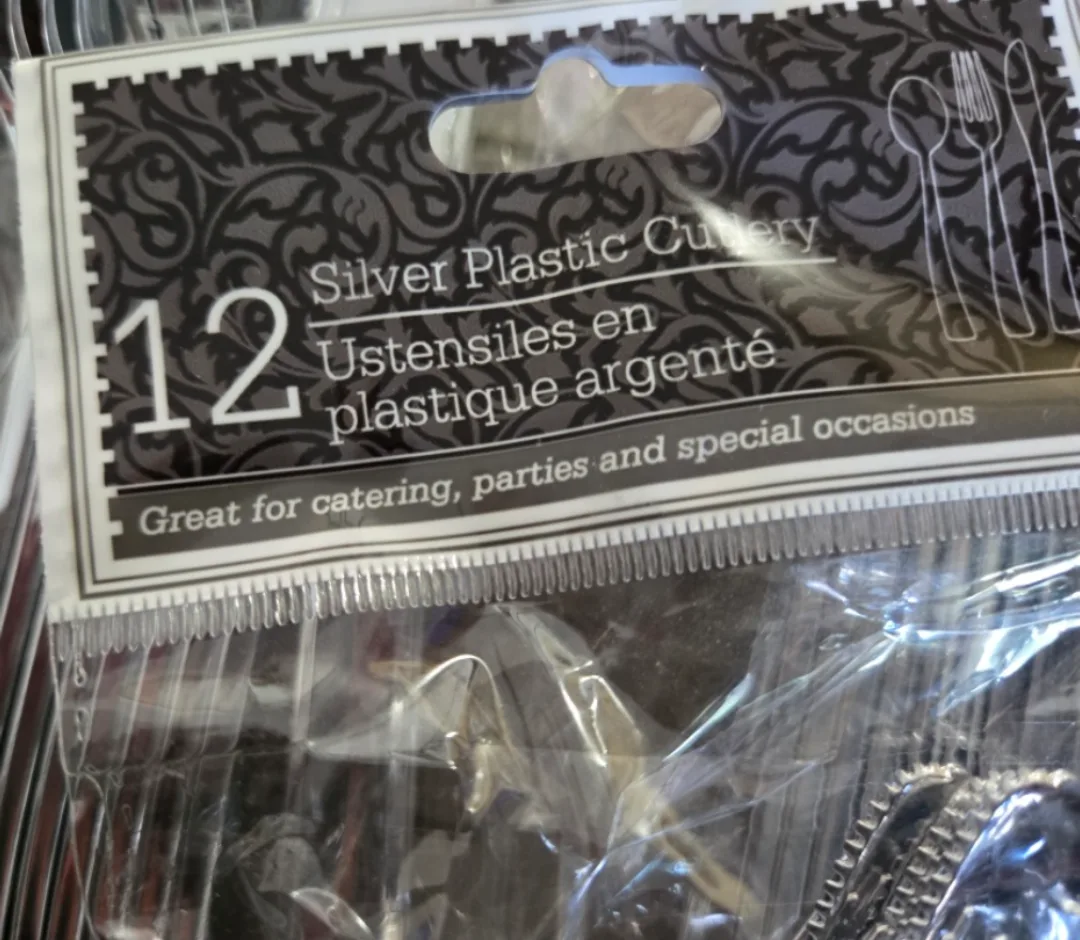 12
Silver Plastic Cutlery
Ustensiles en
plastique argenté
Great for catering, parties and special occasions